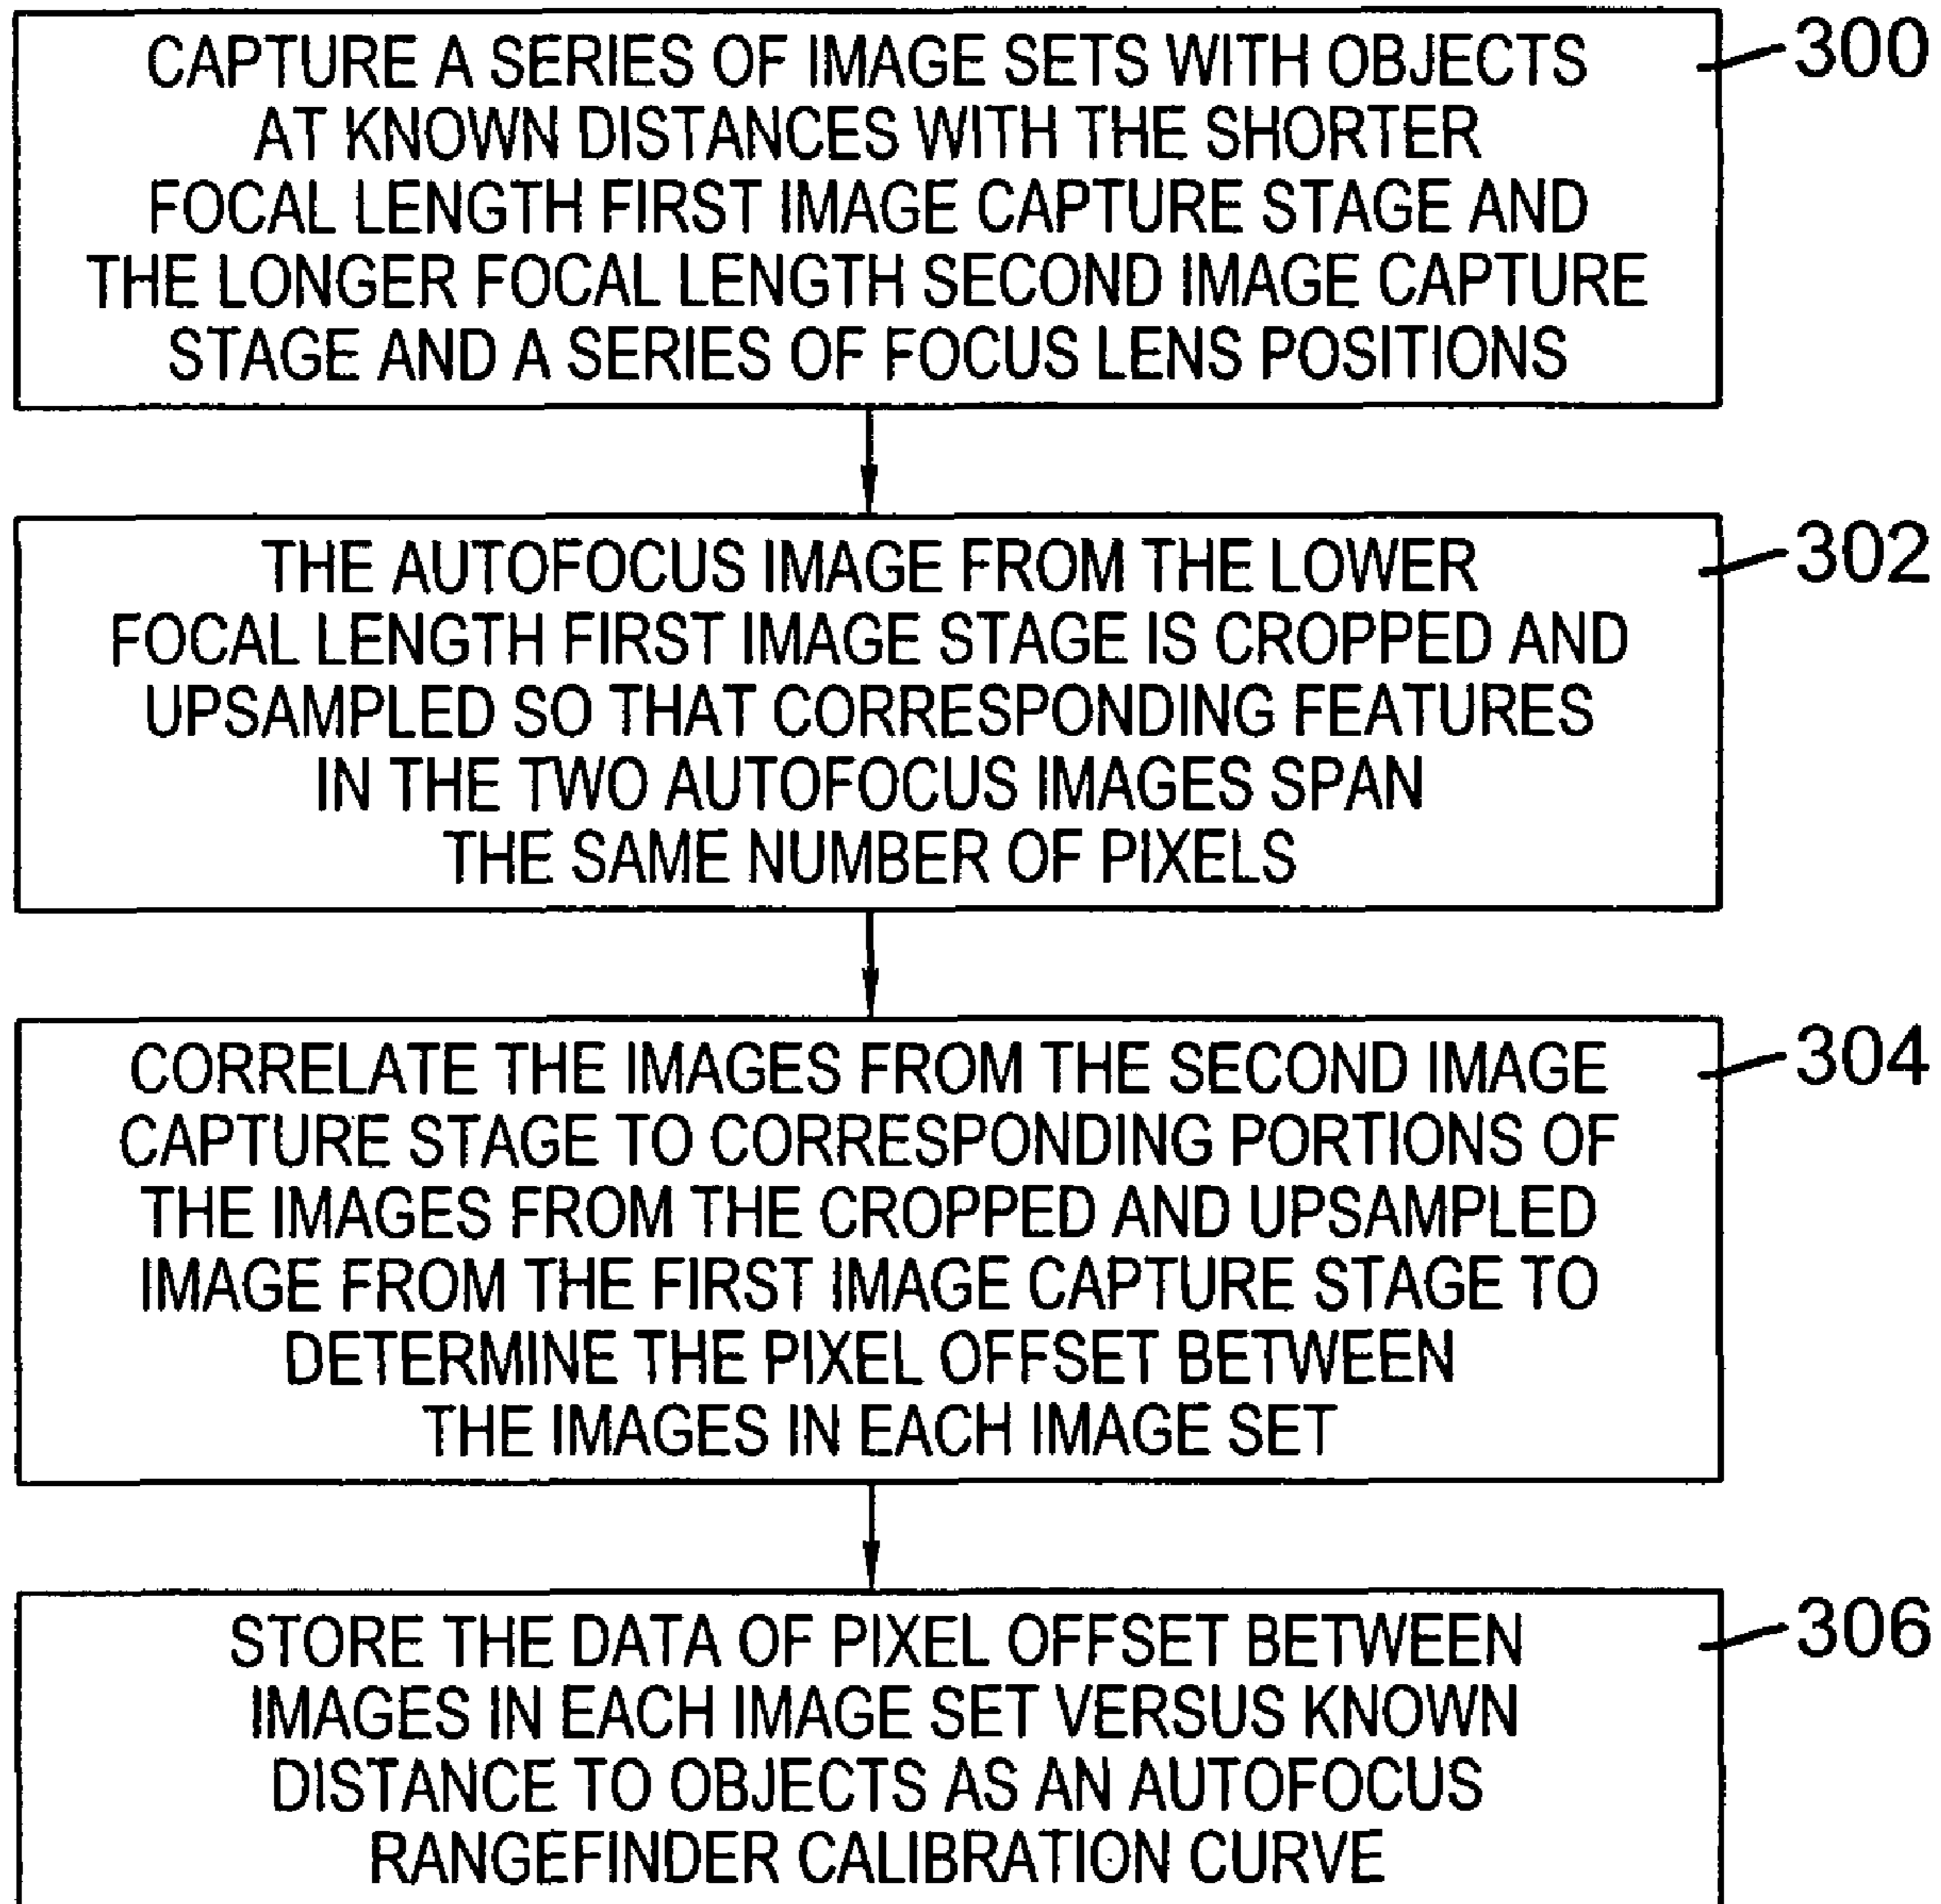 CAPTURE A SERIES OF IMAGE SETS WITH OBJECTS
AT KNOWN DISTANCES WITH THE SHORTER
FOCAL LENGTH FIRST IMAGE CAPTURE STAGE AND
THE LONGER FOCAL LENGTH SECOND IMAGE CAPTURE
STAGE AND A SERIES OF FOCUS LENS POSITIONS
300
THE AUTOFOCUS IMAGE FROM THE LOWER
FOCAL LENGTH FIRST IMAGE STAGE IS CROPPED AND
UPSAMPLED SO THAT CORRESPONDING FEATURES
IN THE TWO AUTOFOCUS IMAGES SPAN
THE SAME NUMBER OF PIXELS
302
CORRELATE THE IMAGES FROM THE SECOND IMAGE
CAPTURE STAGE TO CORRESPONDING PORTIONS OF
THE IMAGES FROM THE CROPPED AND UPSAMPLED
IMAGE FROM THE FIRST IMAGE CAPTURE STAGE TO
DETERMINE THE PIXEL OFFSET BETWEEN
THE IMAGES IN EACH IMAGE SET
304
STORE THE DATA OF PIXEL OFFSET BETWEEN
IMAGES IN EACH IMAGE SET VERSUS KNOWN
DISTANCE TO OBJECTS AS AN AUTOFOCUS
RANGEFINDER CALIBRATION CURVE
306